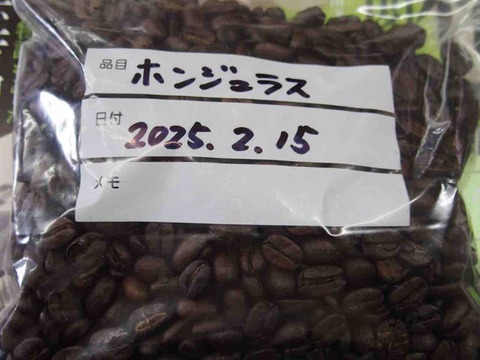 品目 ホンジュラス
日付 2025.2.15
メモ